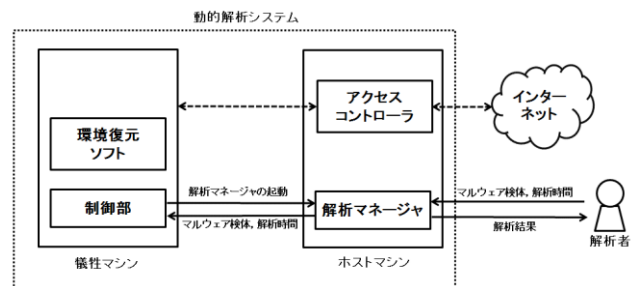 動的解析システム
環境復元
ソフト
制御部
犠牲マシン
解析マネージャの起動
マルウェア検体，解析時間
アクセス
コントローラ
解析マネージャ
ホストマシン
インター
ネット
マルウェア検体，解析時間
解析結果
解析者